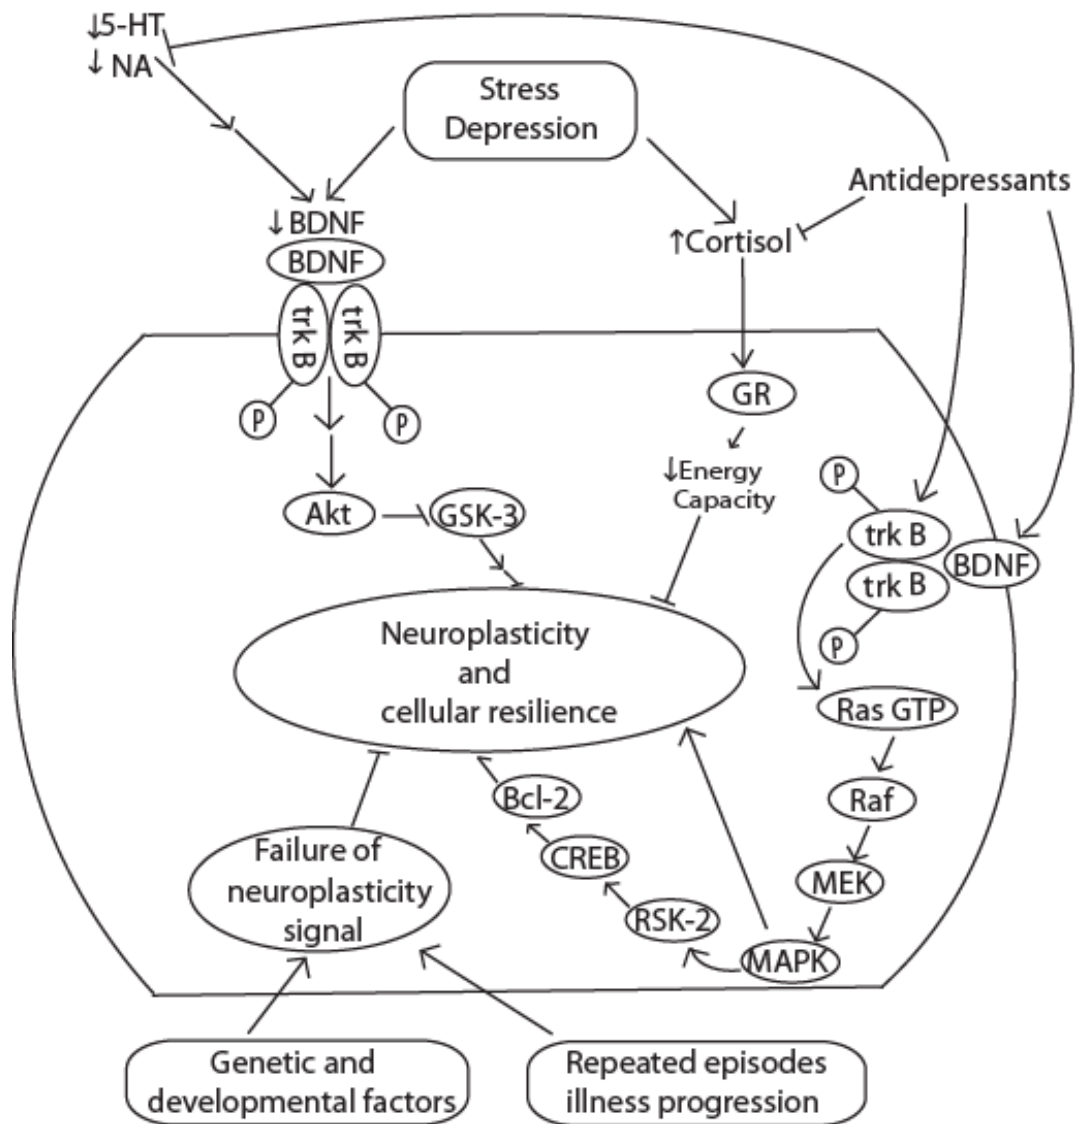 ↓5-HT
↓ NA
Stress
Depression
Antidepressants
↓ BDNF
BDNF
↑Cortisol
trk B
trk B
P
P
GR
↓Energy
Capacity
Akt
GSK-3
P
trk B
BDNF
trk B
P
Neuroplasticity
and
cellular resilience
Ras GTP
Raf
MEK
MAPK
RSK-2
CREB
Bcl-2
Failure of
neuroplasticity
signal
Genetic and
developmental factors
Repeated episodes
illness progression